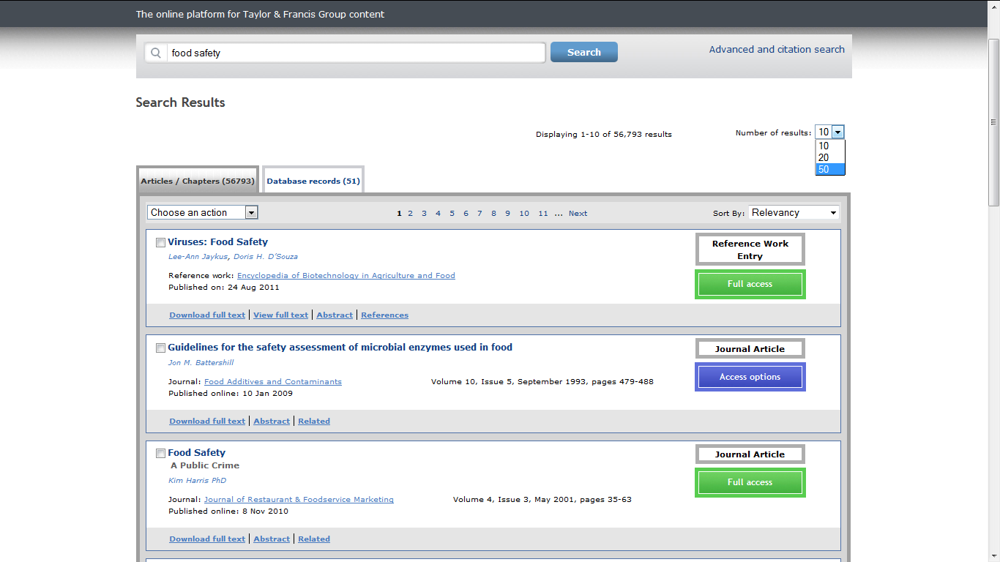 The online platform for Taylor & Francis Group content
food safety
Search
Advanced and citation search
Search Results
Displaying 1-10 of 56,793 results
Number of results: 10
10
20
50
Articles / Chapters (56793)
Database records (51)
Choose an action
1 2 3 4 5 6 7 8 9 10 11 ... Next
Sort By: Relevancy
Viruses: Food Safety
Lee-Ann Jaykus, Doris H. D'Souza
Reference work: Encyclopedia of Biotechnology in Agriculture and Food
Published on: 24 Aug 2011
Reference Work
Entry
Full access
Download full text | View full text | Abstract | References
Guidelines for the safety assessment of microbial enzymes used in food
Jon M. Battershill
Journal: Food Additives and Contaminants
Volume 10, Issue 5, September 1993, pages 479-488
Published online: 10 Jan 2009
Journal Article
Access options
Download full text | Abstract | Related
Food Safety
A Public Crime
Kim Harris PhD
Journal: Journal of Restaurant & Foodservice Marketing
Volume 4, Issue 3, May 2001, pages 35-63
Published online: 8 Nov 2010
Journal Article
Full access
Download full text | Abstract | Related